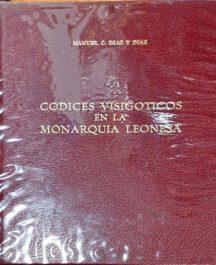 MANUEL C. DIAZ Y DIAZ
CODICES VISIGOTICOS
EN LA
MONARQUIA LEONESA